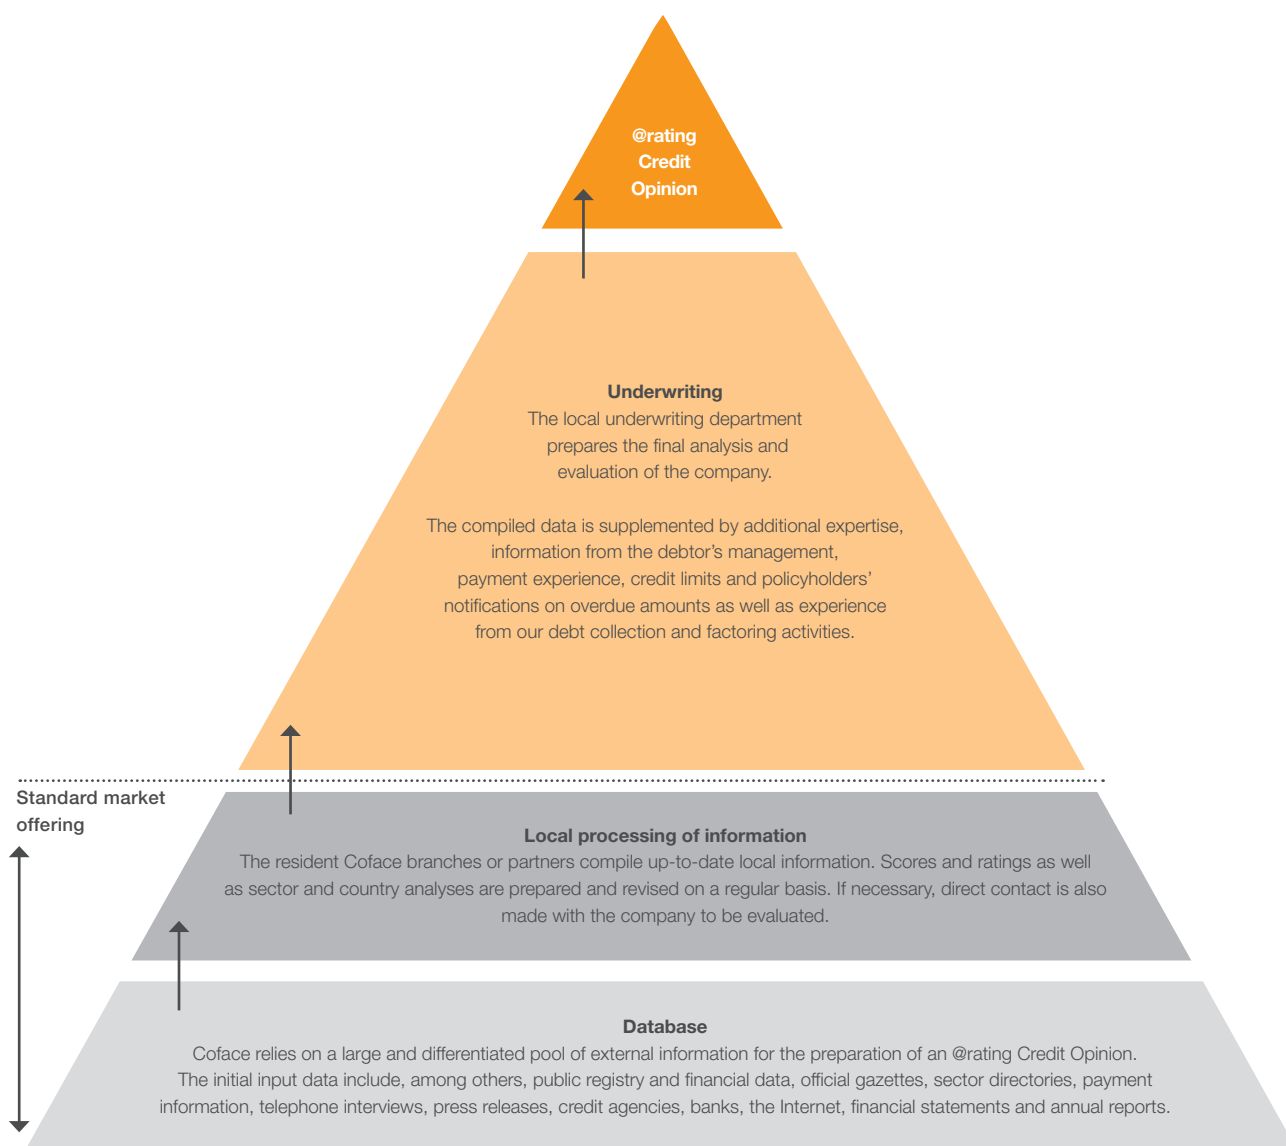 @rating
Credit
Opinion
Underwriting
The local underwriting department
prepares the final analysis and
evaluation of the company.
The compiled data is supplemented by additional expertise,
information from the debtor’s management,
payment experience, credit limits and policyholders’
notifications on overdue amounts as well as experience
from our debt collection and factoring activities.
Standard market
offering
Local processing of information
The resident Coface branches or partners compile up-to-date local information. Scores and ratings as well
as sector and country analyses are prepared and revised on a regular basis. If necessary, direct contact is also
made with the company to be evaluated.
Database
Coface relies on a large and differentiated pool of external information for the preparation of an @rating Credit Opinion.
The initial input data include, among others, public registry and financial data, official gazettes, sector directories, payment
information, telephone interviews, press releases, credit agencies, banks, the Internet, financial statements and annual reports.